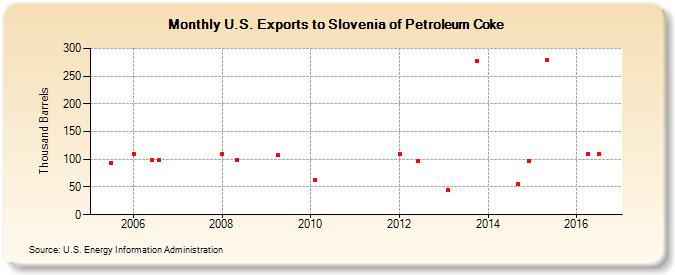 Monthly U.S. Exports to Slovenia of Petroleum Coke
Thousand Barrels
300
250
200
150
100
50
0
2006 2008 2010 2012 2014 2016
Source: U.S. Energy Information Administration